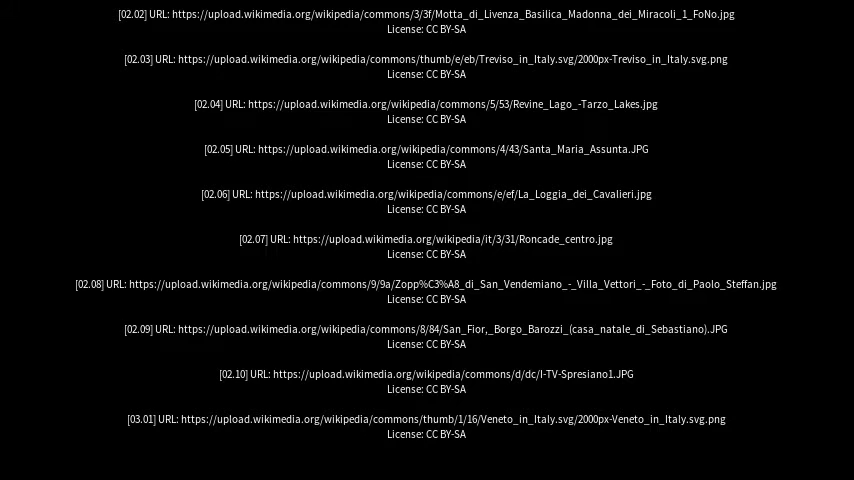 [02.02] URL: https://upload.wikimedia.org/wikipedia/commons/3/3f/Motta_di_Livenza_Basilica_Madonna_dei_Miracoli_1_FoNo.jpg
License: CC BY-SA
[02.03] URL: https://upload.wikimedia.org/wikipedia/commons/thumb/e/eb/Treviso_in_Italy.svg/2000px-Treviso_in_Italy.svg.png
License: CC BY-SA
[02.04] URL: https://upload.wikimedia.org/wikipedia/commons/5/53/Revine_Lago_-Tarzo_Lakes.jpg
License: CC BY-SA
[02.05] URL: https://upload.wikimedia.org/wikipedia/commons/4/43/Santa_Maria_Assunta.JPG
License: CC BY-SA
[02.06] URL: https://upload.wikimedia.org/wikipedia/commons/e/ef/La_Loggia_dei_Cavalieri.jpg
License: CC BY-SA
[02.07] URL: https://upload.wikimedia.org/wikipedia/it/3/31/Roncade_centro.jpg
License: CC BY-SA
[02.08] URL: https://upload.wikimedia.org/wikipedia/commons/9/9a/Zopp%C3%A8_di_San_Vendemiano_-_Villa_Vettori_-_Foto_di_Paolo_Steffan.jpg
License: CC BY-SA
[02.09] URL: https://upload.wikimedia.org/wikipedia/commons/8/84/San_Fior,_Borgo_Barozzi_(casa_natale_di_Sebastiano).JPG
License: CC BY-SA
[02.10] URL: https://upload.wikimedia.org/wikipedia/commons/d/dc/I-TV-Spresiano1.JPG
License: CC BY-SA
[03.01] URL: https://upload.wikimedia.org/wikipedia/commons/thumb/1/16/Veneto_in_Italy.svg/2000px-Veneto_in_Italy.svg.png
License: CC BY-SA